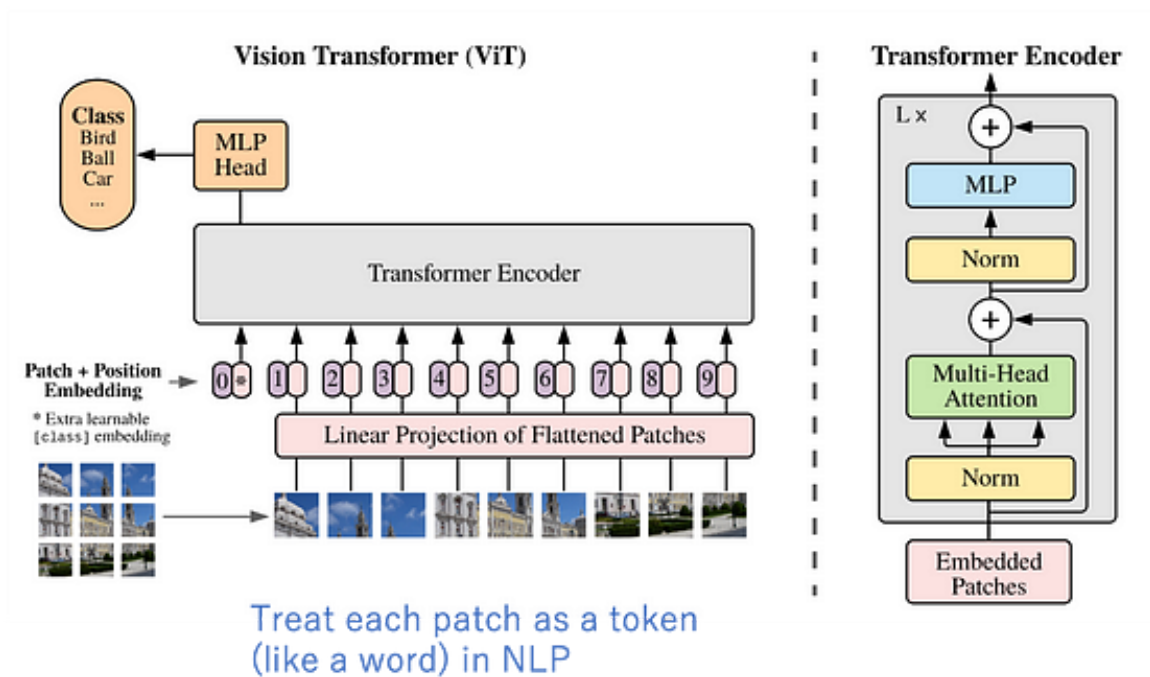 Vision Transformer (ViT)
Class
Bird
Ball
Car
...
MLP
Head
Transformer Encoder
Patch + Position
Embedding
* Extra learnable
[class] embedding
0 * 1 2 3 4 5 6 7 8 9
Linear Projection of Flattened Patches
Treat each patch as a token
(like a word) in NLP
Transformer Encoder
L ×
+
MLP
Norm
+
Multi-Head
Attention
Norm
Embedded
Patches